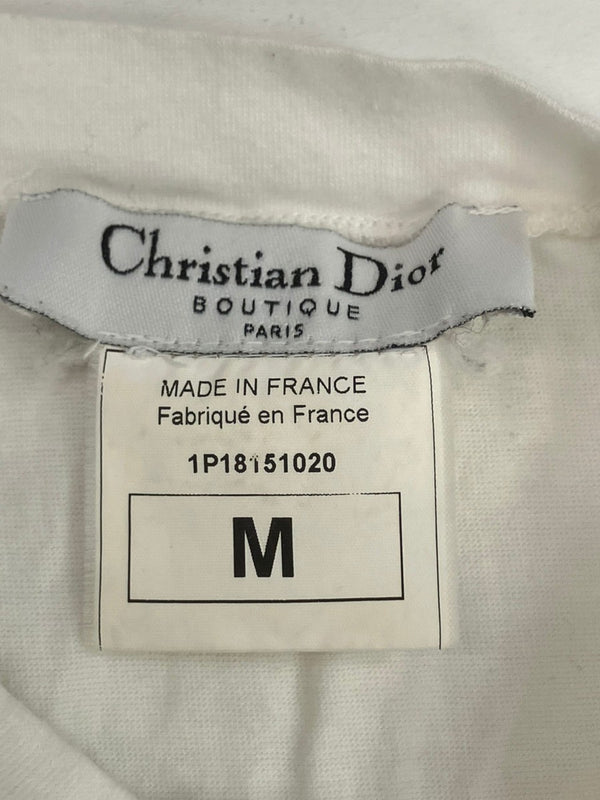 Christian Dior
BOUTIQUE
PARIS
MADE IN FRANCE
Fabriqué en France
1P18151020
M